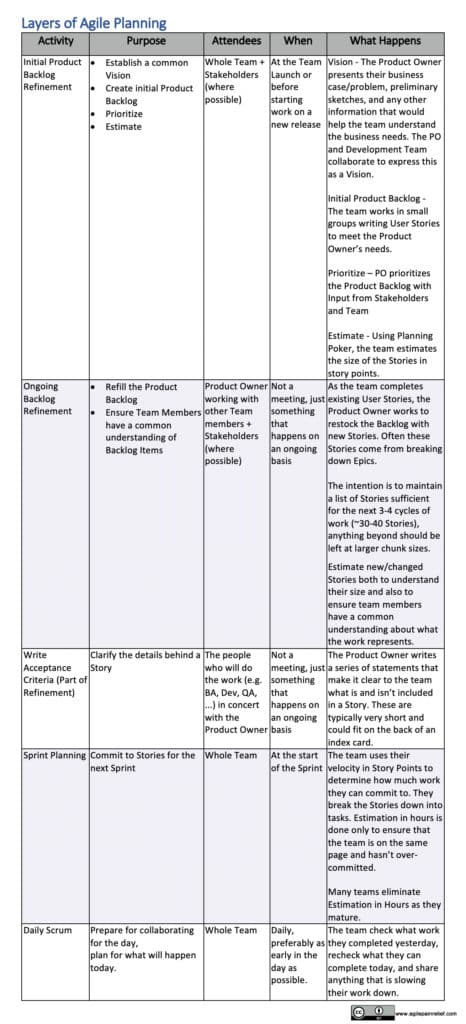 Layers of Agile Planning
Activity Purpose Attendees When What Happens
Initial Product
Backlog
Refinement
• Establish a common
Vision
• Create initial Product
Backlog
• Prioritize
• Estimate
Whole Team +
Stakeholders
(where
possible)
At the Team
Launch or
before
starting
work on a
new release
Vision - The Product Owner
presents their business
case/problem, preliminary
sketches, and any other
information that would
help the team understand
the business needs. The PO
and Development Team
collaborate to express this
as a Vision.
Initial Product Backlog -
The team works in small
groups writing User Stories
to meet the Product
Owner's needs.
Prioritize – PO prioritizes
the Product Backlog with
Input from Stakeholders
and Team
Estimate - Using Planning
Poker, the team estimates
the size of the Stories in
story points.
Ongoing
Backlog
Refinement
• Refill the Product
Backlog
• Ensure Team Members
have a common
understanding of
Backlog Items
Product Owner
working with
other Team
members +
Stakeholders
(where
possible)
Not a
meeting, just
something
that
happens on
an ongoing
basis
As the team completes
existing User Stories, the
Product Owner works to
restock the Backlog with
new Stories. Often these
Stories come from breaking
down Epics.
The intention is to maintain
a list of Stories sufficient
for the next 3-4 cycles of
work (~30-40 Stories),
anything beyond should be
left at larger chunk sizes.
Estimate new/changed
Stories both to understand
their size and also to
ensure team members
have a common
understanding about what
the work represents.
Write
Acceptance
Criteria (Part of
Refinement)
Clarify the details behind a
Story
The people
who will do
the work (e.g.
BA, Dev, QA,
...) in concert
with the
Product Owner
Not a
meeting, just
something
that
happens on
an ongoing
basis
The Product Owner writes
a series of statements that
make it clear to the team
what is and isn't included
in a Story. These are
typically very short and
could fit on the back of an
index card.
Sprint Planning
Commit to Stories for the
next Sprint
Whole Team
At the start
of the Sprint
The team uses their
velocity in Story Points to
determine how much work
they can commit to. They
break the Stories down into
tasks. Estimation in hours is
done only to ensure that
the team is on the same
page and hasn't over-
committed.
Many teams eliminate
Estimation in Hours as they
mature.
Daily Scrum
Prepare for collaborating
for the day,
plan for what will happen
today.
Whole Team
Daily,
preferably as
early in the
day as
possible.
The team check what work
they completed yesterday,
recheck what they can
complete today, and share
anything that is slowing
their work down.
www.agilepainrelief.com